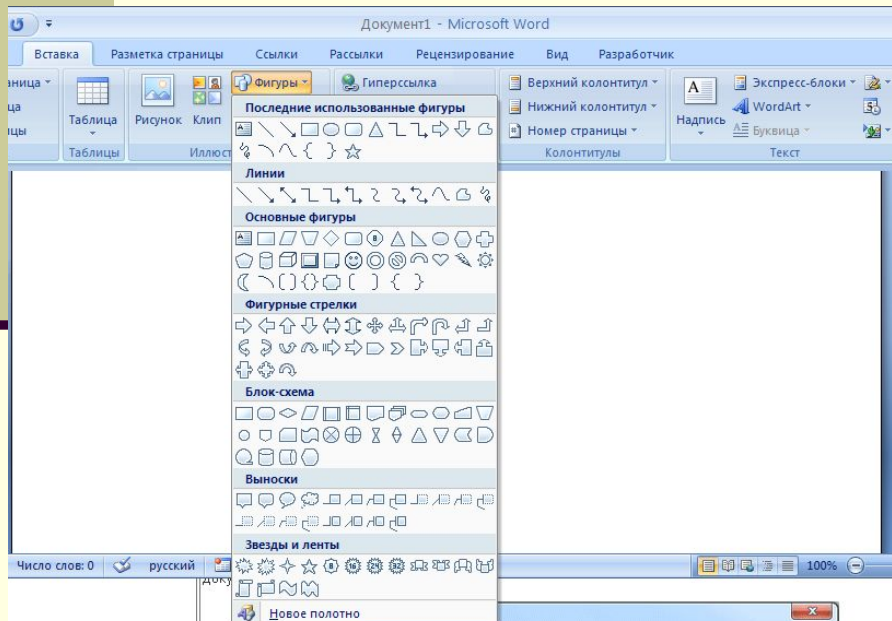 Документ1 - Microsoft Word
Вставка Разметка страницы Ссылки Рассылки Рецензирование Вид Разработчик
Фигуры Гиперссылка Верхний колонтитул Экспресс-блоки
Таблица Рисунок Клип Нижний колонтитул Надпись WordArt
Номер страницы Буквица
Таблицы Колонтитулы Текст
Последние использованные фигуры
Линии
Основные фигуры
Фигурные стрелки
Блок-схема
Выноски
Звезды и ленты
Число слов: 0 русский 100%
Новое полотно